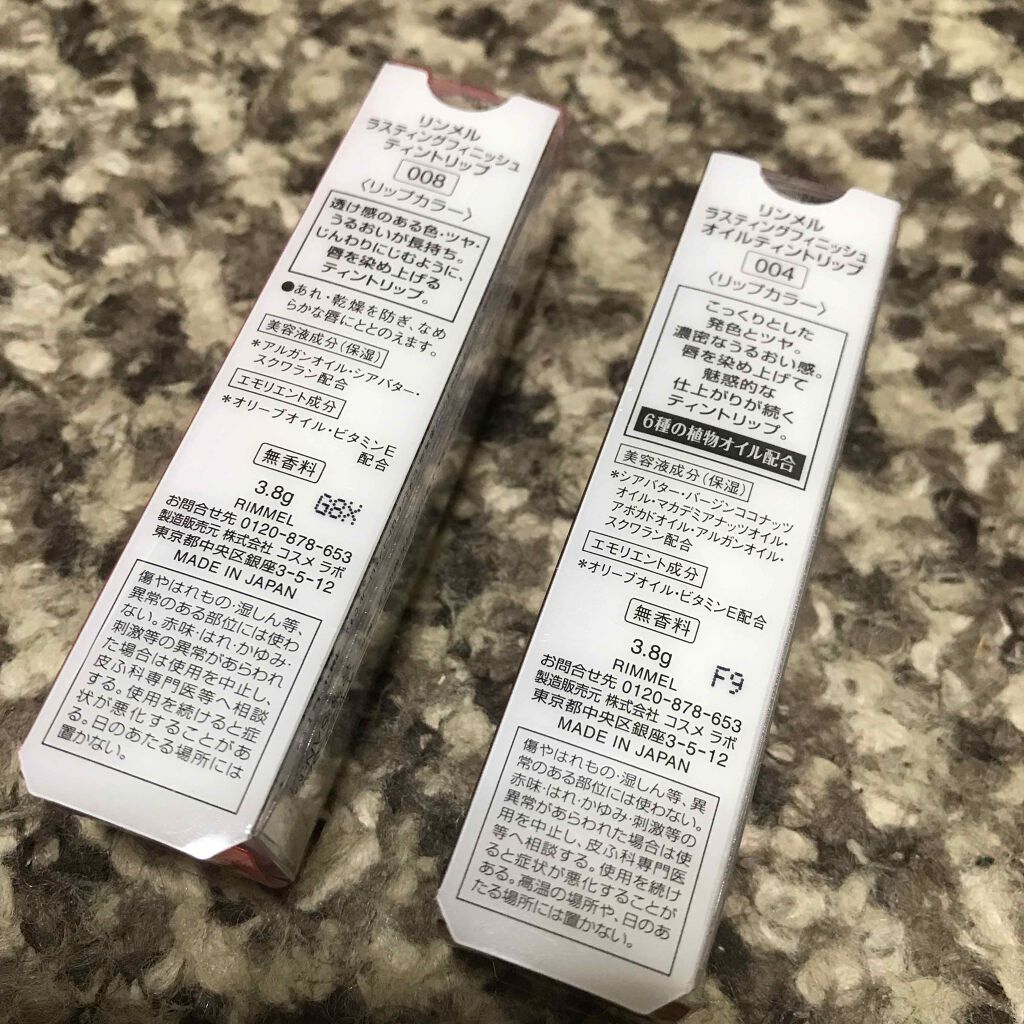 リンメル
ラスティングフィニッシュ
ティントリップ
008
〈リップカラー〉
透け感のある色・ツヤ・
うるおいが長持ち。
じんわりにじむように、
唇を染め上げる
ティントリップ。
●あれ・乾燥を防ぎ、なめ
らかな唇にととのえます。
美容液成分(保湿)
*アルガンオイル・シアバター・
スクワラン配合
エモリエント成分
*オリーブオイル・ビタミンE
配合
無香料
3.8g
RIMMEL G8X
お問合せ先 0120-878-653
製造販売元 株式会社 コスメ ラボ
東京都中央区銀座3-5-12
MADE IN JAPAN
傷やはれもの・湿しん等、
異常のある部位には使わ
ない。赤味・はれ・かゆみ・
刺激等の異常があらわれ
た場合は使用を中止し、
皮ふ科専門医等へ相談
する。使用を続けると症
状が悪化することがあ
る。日のあたる場所には
置かない。
リンメル
ラスティングフィニッシュ
オイルティントリップ
004
〈リップカラー〉
こっくりとした
発色とツヤ。
濃密なうるおい感。
唇を染め上げて
魅惑的な
仕上がりが続く
ティントリップ。
6種の植物オイル配合
美容液成分(保湿)
*シアバター・バージンココナッツ
オイル・マカデミアナッツオイル・
アボカドオイル・アルガンオイル・
スクワラン配合
エモリエント成分
*オリーブオイル・ビタミンE配合
無香料
3.8g
RIMMEL F9
お問合せ先 0120-878-653
製造販売元 株式会社 コスメ ラボ
東京都中央区銀座3-5-12
MADE IN JAPAN
傷やはれもの・湿しん等、異
常のある部位には使わない。
赤味・はれ・かゆみ・刺激等の
異常があらわれた場合は使
用を中止し、皮ふ科専門医
等へ相談する。使用を続け
ると症状が悪化することが
ある。高温の場所や、日のあ
たる場所には置かない。